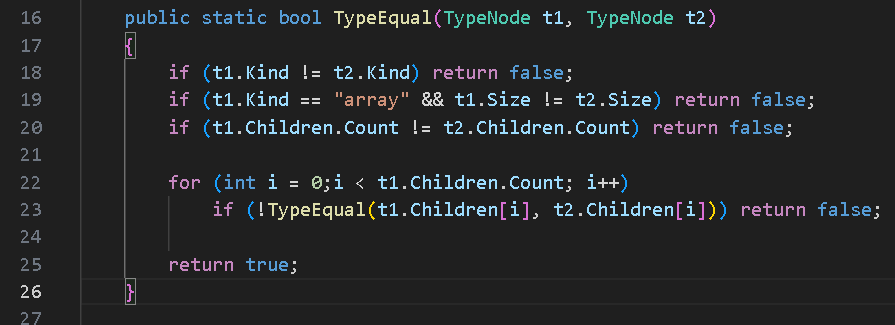 16 public static bool TypeEqual(TypeNode t1, TypeNode t2)
17 {
18 if (t1.Kind != t2.Kind) return false;
19 if (t1.Kind == "array" && t1.Size != t2.Size) return false;
20 if (t1.Children.Count != t2.Children.Count) return false;
21
22 for (int i = 0;i < t1.Children.Count; i++)
23 if (!TypeEqual(t1.Children[i], t2.Children[i])) return false;
24
25 return true;
26 }
27